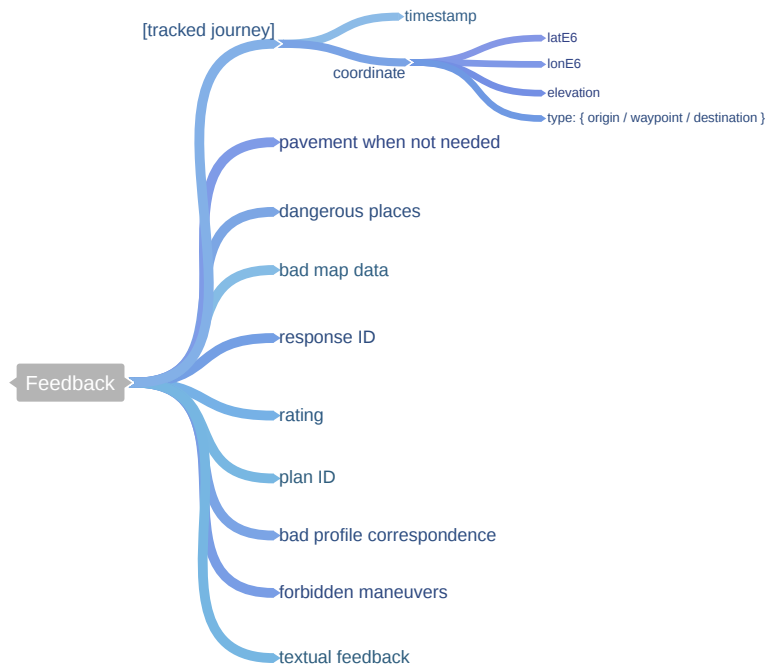 [tracked journey]
timestamp
coordinate
latE6
lonE6
elevation
type: { origin / waypoint / destination }
pavement when not needed
dangerous places
bad map data
response ID
Feedback
rating
plan ID
bad profile correspondence
forbidden maneuvers
textual feedback